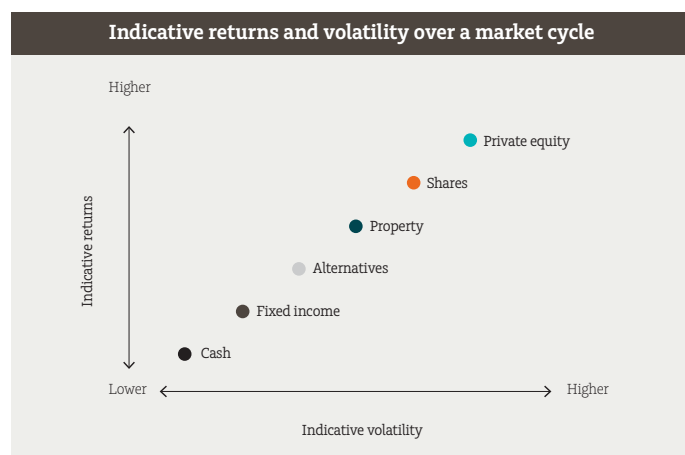 Indicative returns and volatility over a market cycle
Higher
Private equity
Shares
Property
Indicative returns
Alternatives
Fixed income
Cash
Lower
Higher
Indicative volatility